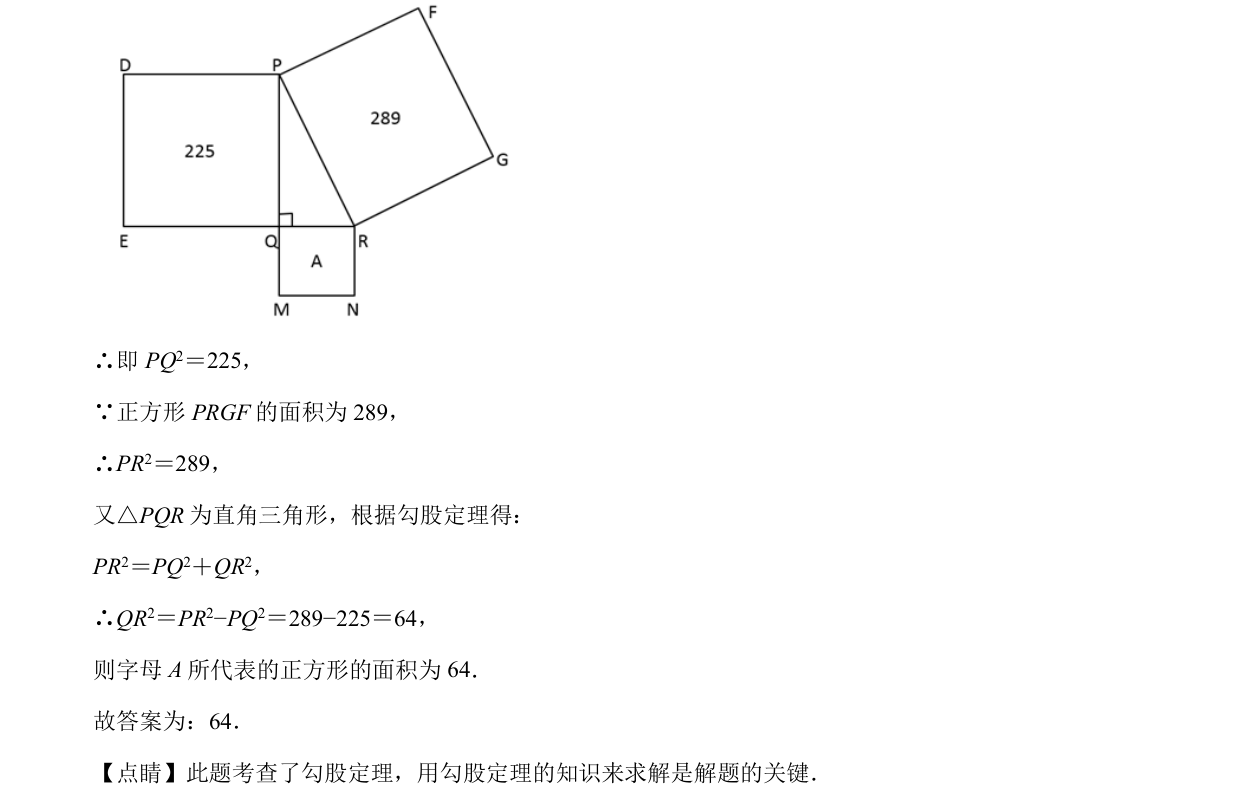 F
D
P
289
225
G
E
Q
R
A
M
N
∴即 PQ²＝225，
∵正方形 PRGF 的面积为 289，
∴PR²＝289，
又△PQR 为直角三角形，根据勾股定理得：
PR²＝PQ²＋QR²，
∴QR²＝PR²−PQ²＝289−225＝64，
则字母 A 所代表的正方形的面积为 64．
故答案为：64．
【点睛】此题考查了勾股定理，用勾股定理的知识来求解是解题的关键．